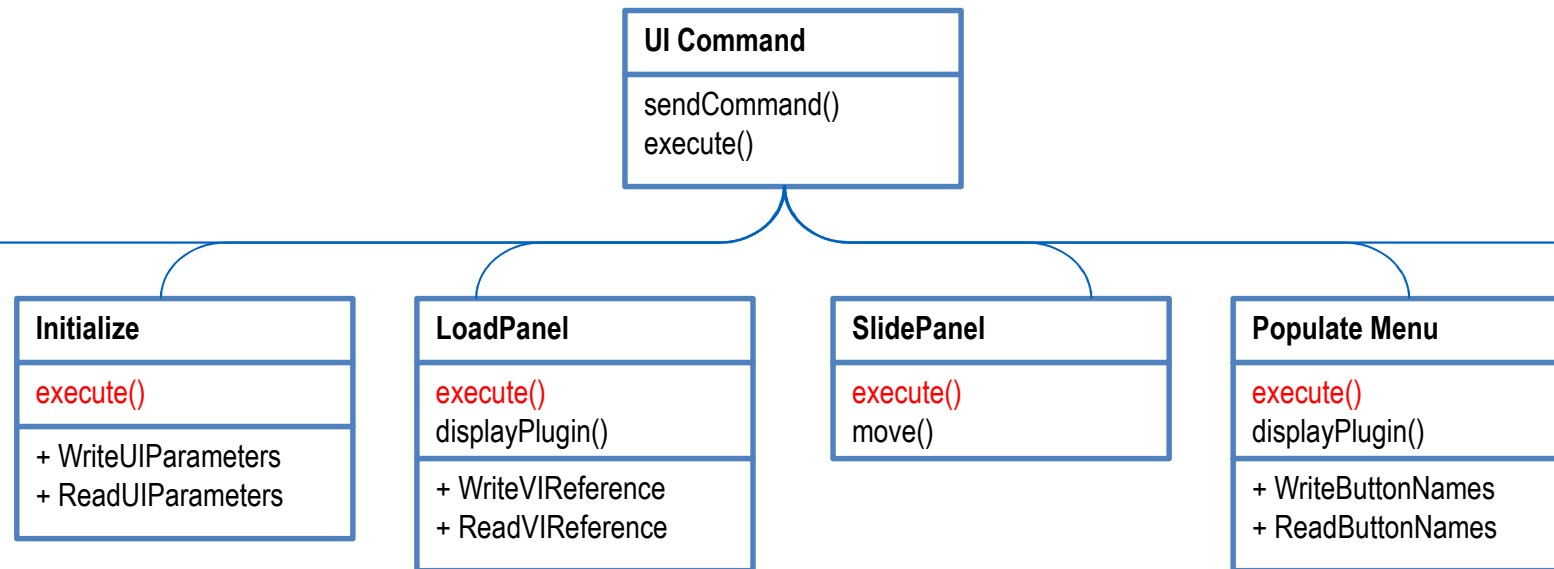 UI Command
sendCommand()
execute()
Initialize
execute()
+ WriteUIParameters
+ ReadUIParameters
LoadPanel
execute()
displayPlugin()
+ WriteVIReference
+ ReadVIReference
SlidePanel
execute()
move()
Populate Menu
execute()
displayPlugin()
+ WriteButtonNames
+ ReadButtonNames